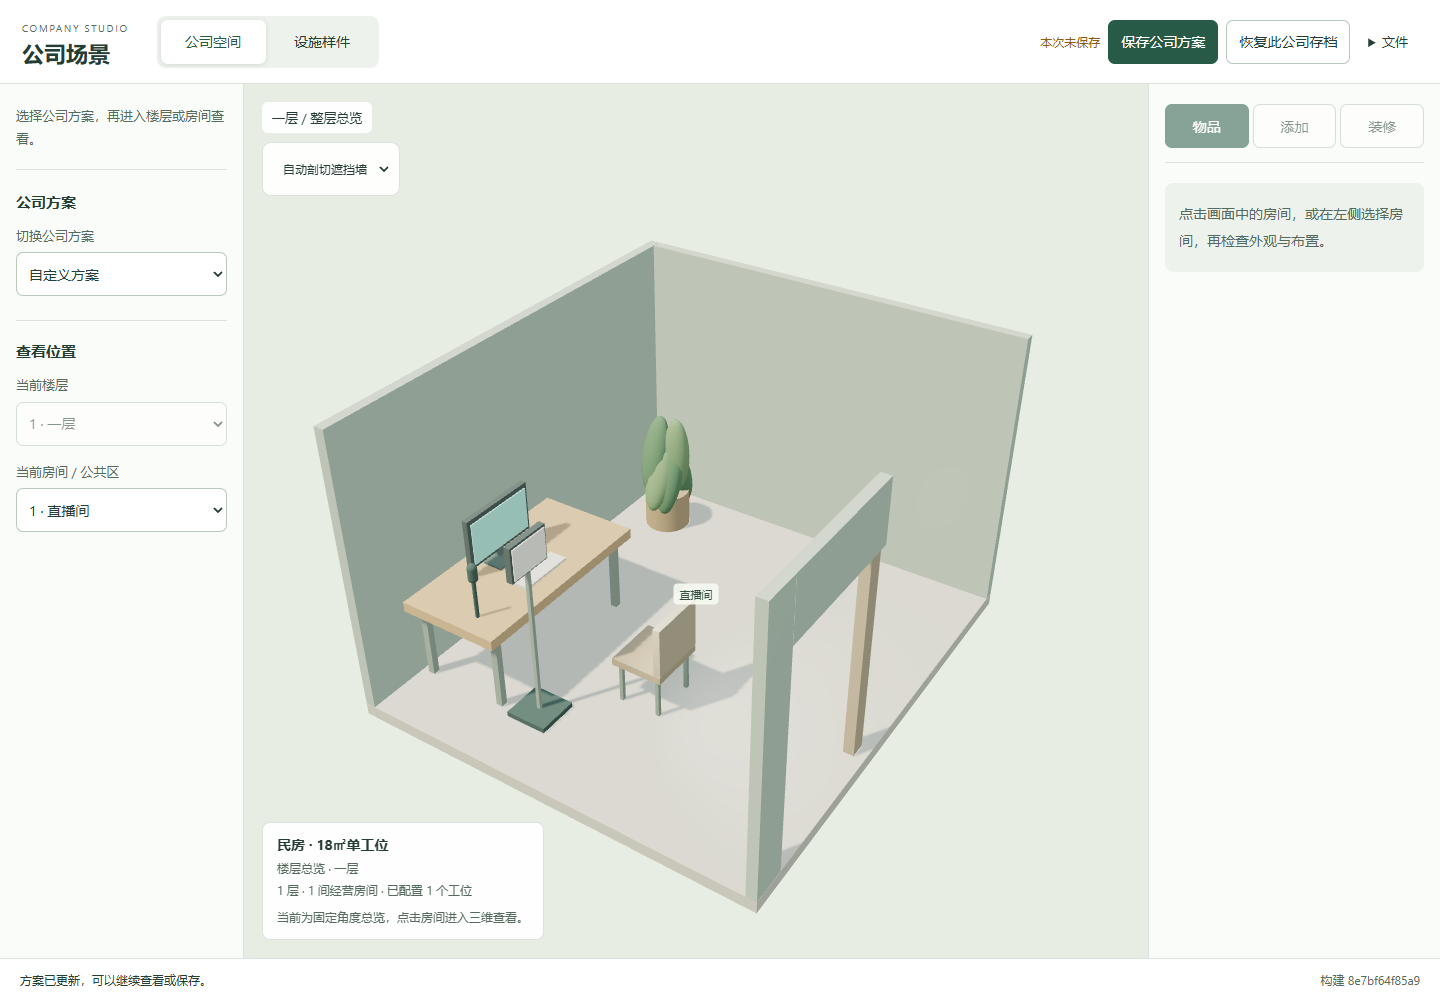 COMPANY STUDIO
公司场景
公司空间
设施样件
本次未保存
保存公司方案
恢复此公司存档
文件
选择公司方案，再进入楼层或房间查
看。
公司方案
切换公司方案
自定义方案
查看位置
当前楼层
1 · 一层
当前房间 / 公共区
1 · 直播间
一层 / 整层总览
自动剖切遮挡墙
直播间
民房 · 18㎡单工位
楼层总览 · 一层
1 层 · 1 间经营房间 · 已配置 1 个工位
当前为固定角度总览，点击房间进入三维查看。
物品
添加
装修
点击画面中的房间，或在左侧选择房
间，再检查外观与布置。
方案已更新，可以继续查看或保存。
构建 8e7bf64f85a9